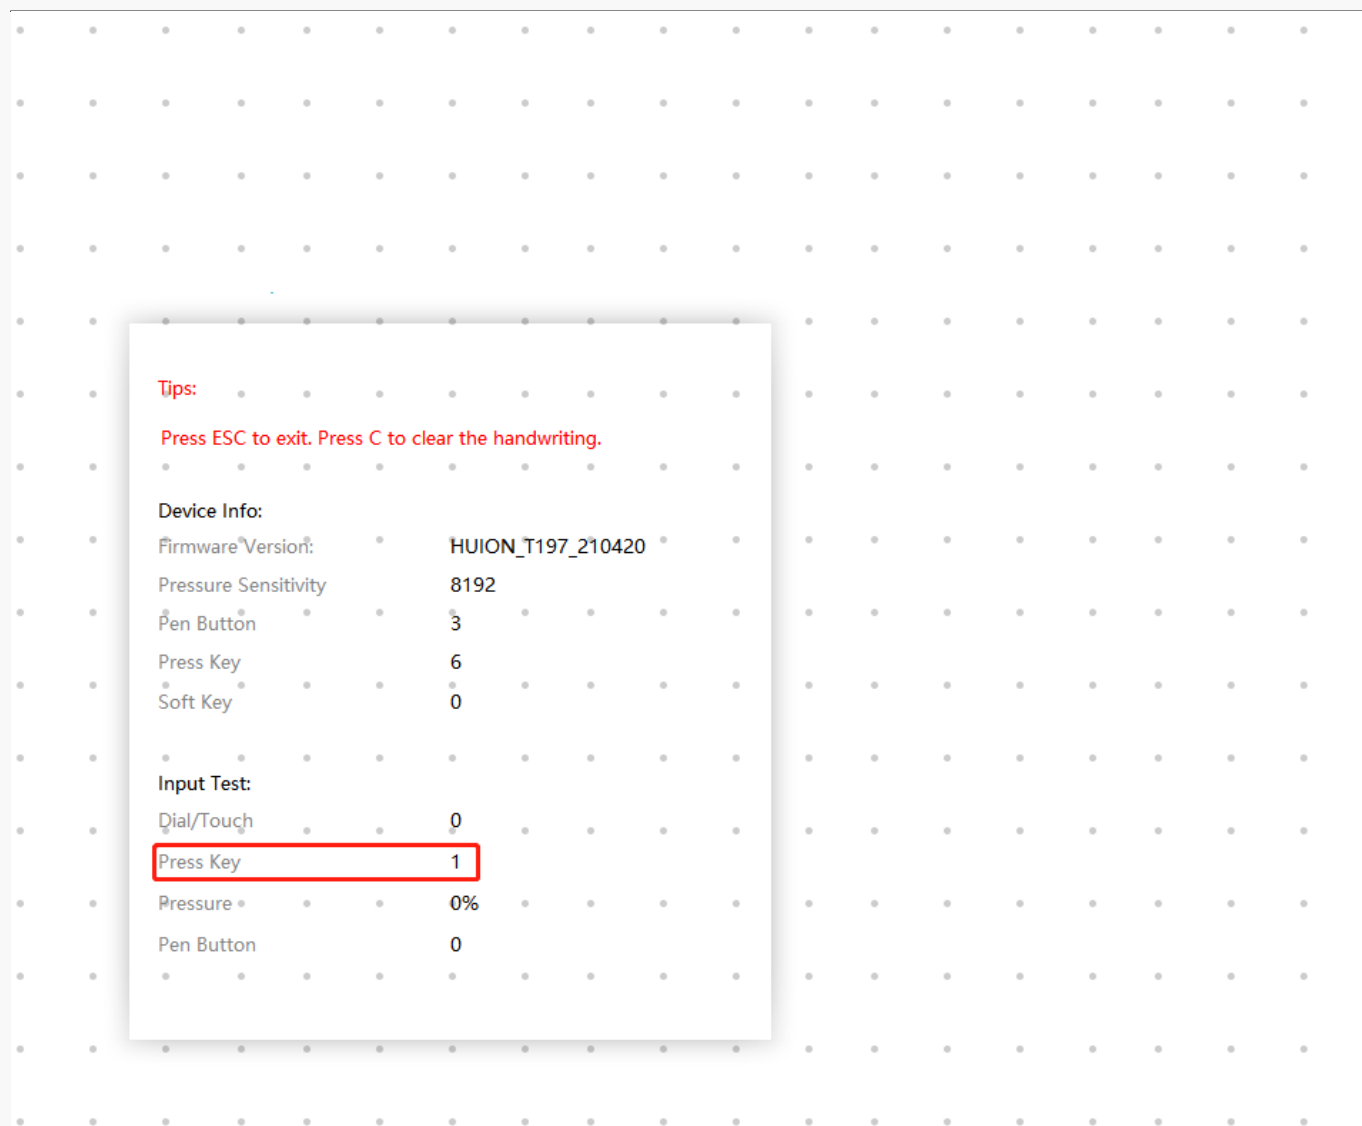 Tips:
Press ESC to exit. Press C to clear the handwriting.
Device Info:
Firmware Version: HUION_T197_210420
Pressure Sensitivity 8192
Pen Button 3
Press Key 6
Soft Key 0
Input Test:
Dial/Touch 0
Press Key 1
Pressure 0%
Pen Button 0